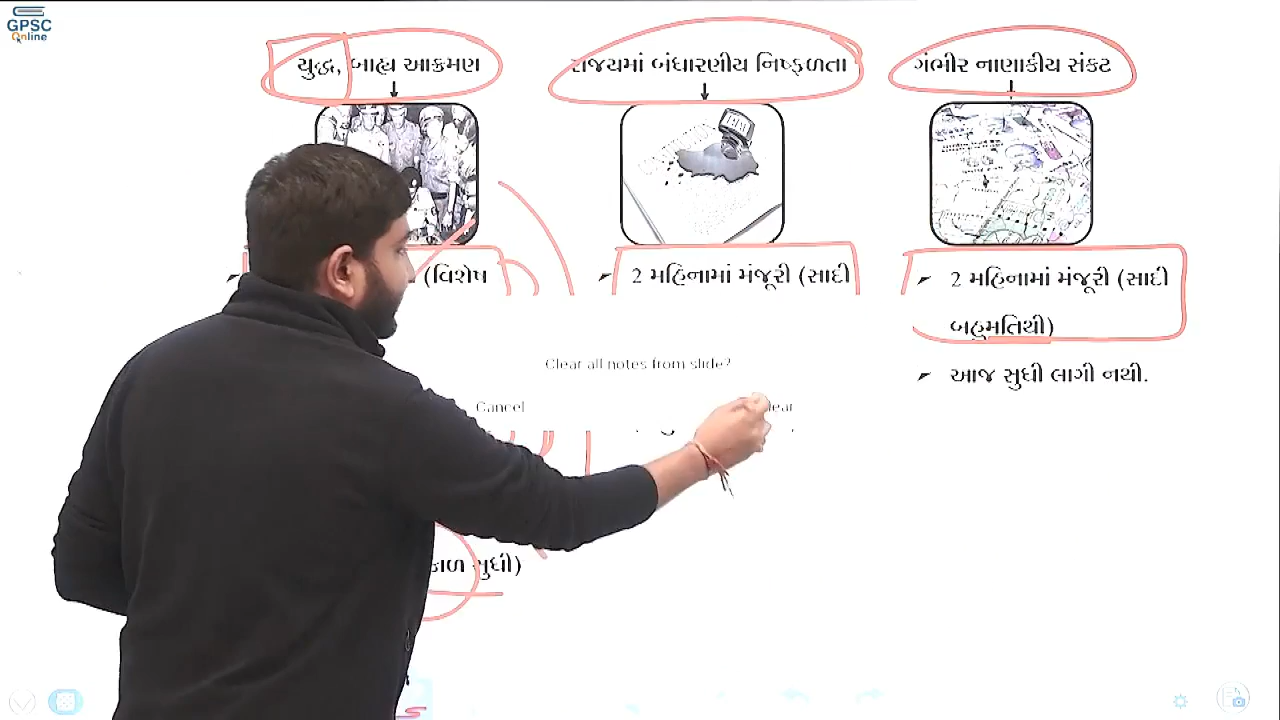 GPSC
Online
યુદ્ધ, બાહ્ય આક્રમણ
રાજ્યમાં બંધારણીય નિષ્ફળતા
ગંભીર નાણાકીય સંકટ
(વિશેષ
➤ 2 મહિનામાં મંજૂરી (સાદી
➤ 2 મહિનામાં મંજૂરી (સાદી
બહુમતિથી)
➤ આજ સુધી લાગી નથી.
Clear all notes from slide?
Cancel
સુધી)